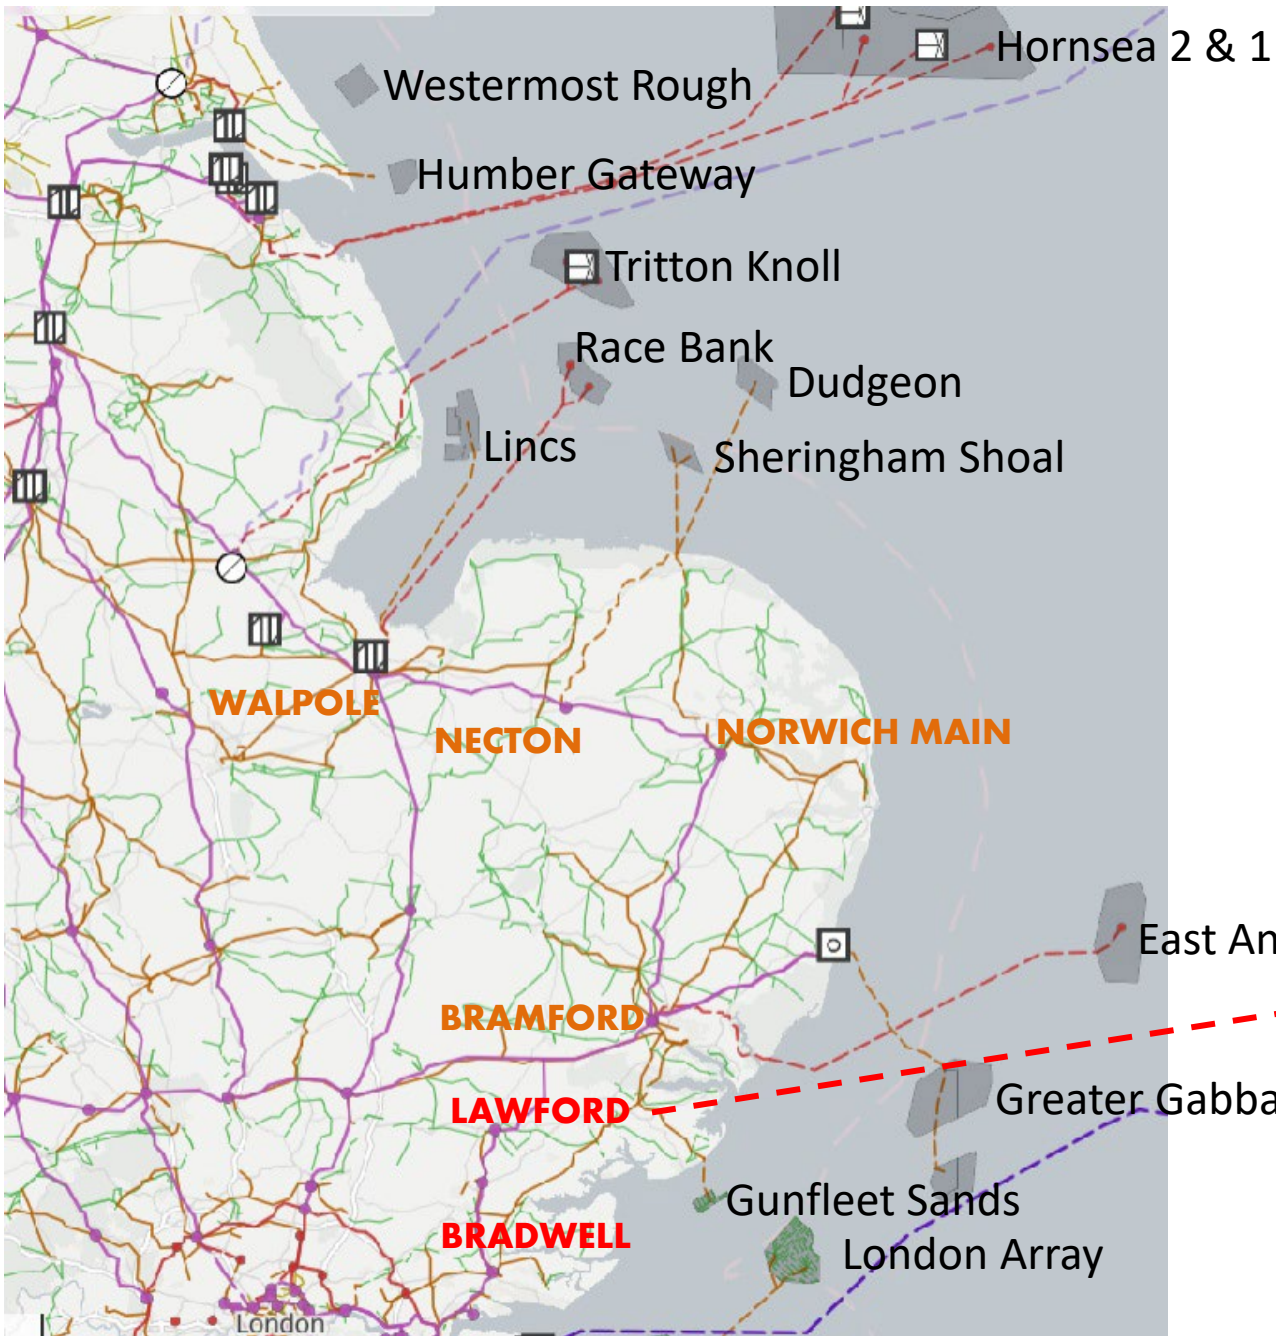 Hornsea 2 & 1
Westermost Rough
Humber Gateway
Tritton Knoll
Race Bank
Dudgeon
Lincs
Sheringham Shoal
WALPOLE
NECTON
NORWICH MAIN
East An
BRAMFORD
LAWFORD
Greater Gabba
Gunfleet Sands
BRADWELL
London Array
London